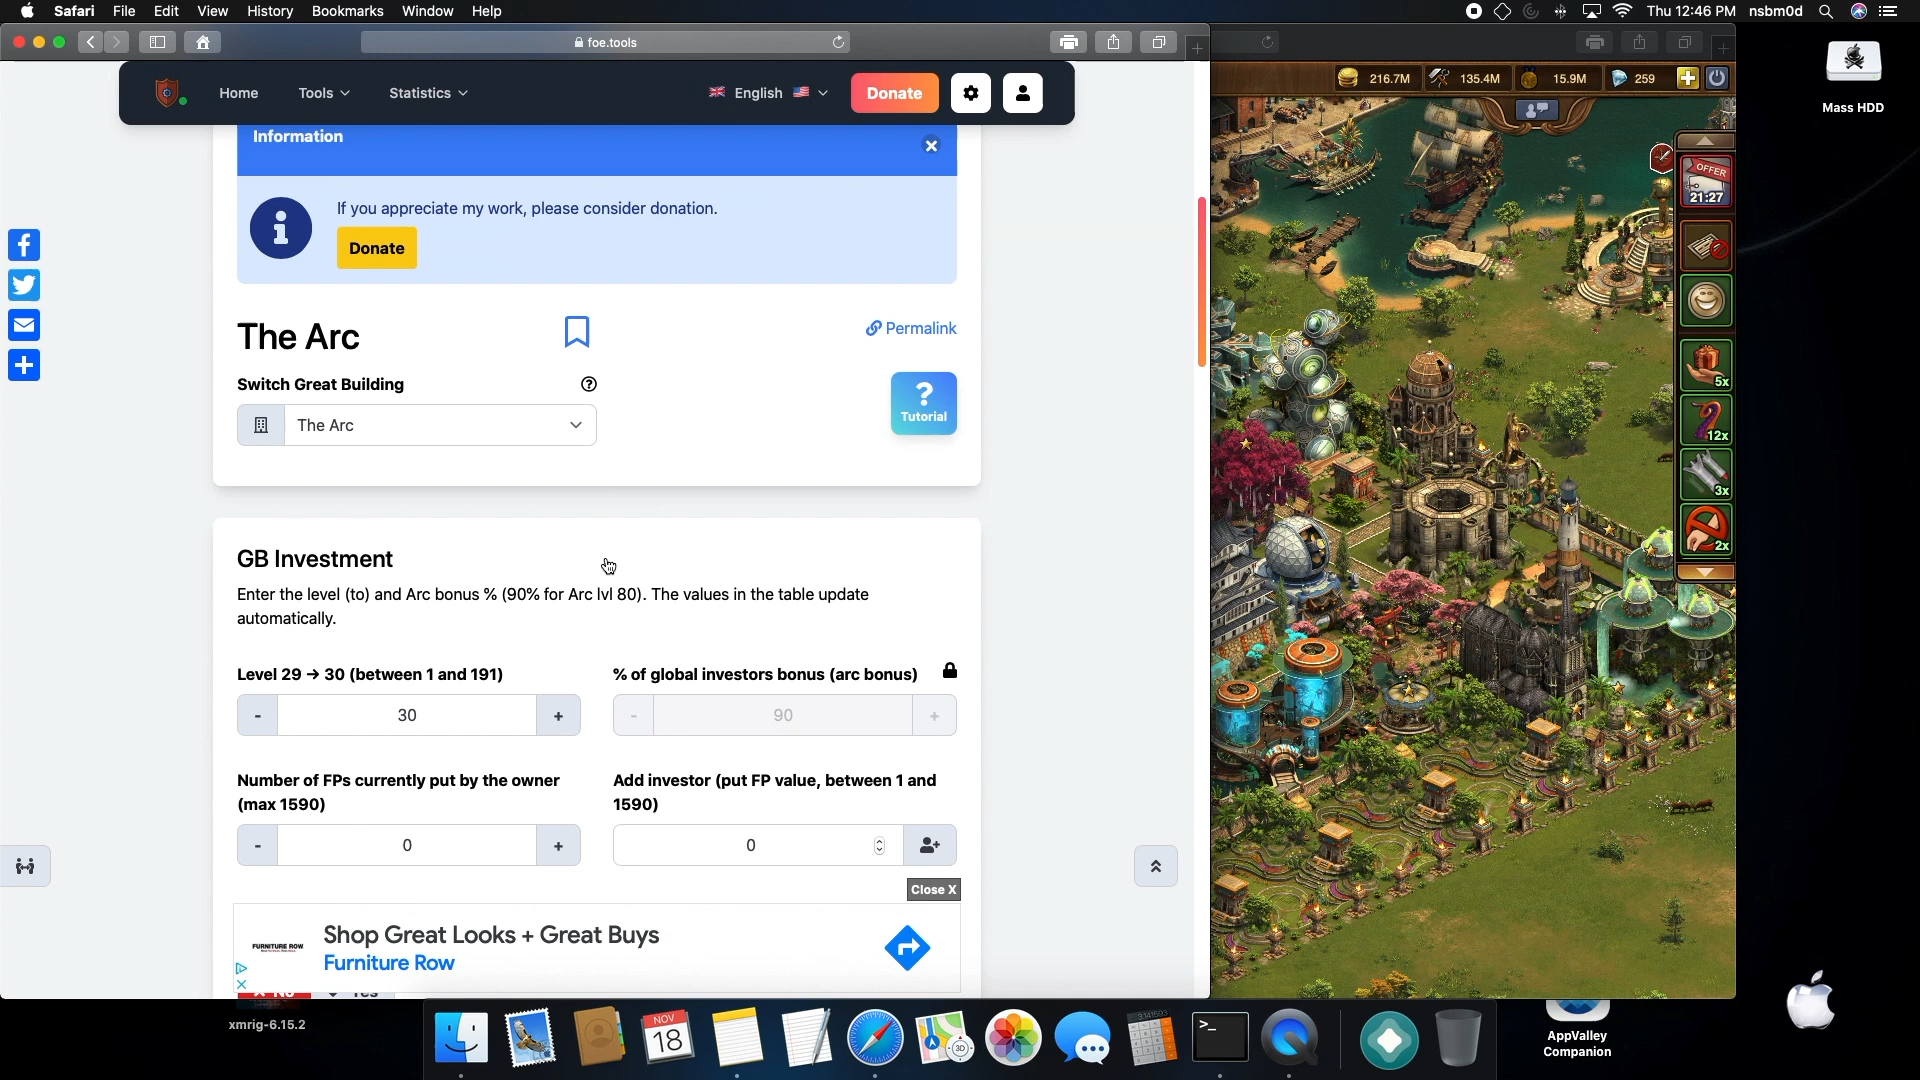 Safari File Edit View History Bookmarks Window Help
Thu 12:46 PM nsbm0d
foe.tools
Home Tools Statistics English Donate
216.7M 135.4M 15.9M 259
Mass HDD
Information
If you appreciate my work, please consider donation.
Donate
OFFER
21:27
The Arc
Permalink
Switch Great Building
The Arc
?
Tutorial
5x
12x
3x
2x
GB Investment
Enter the level (to) and Arc bonus % (90% for Arc lvl 80). The values in the table update
automatically.
Level 29 → 30 (between 1 and 191)
- 30 +
% of global investors bonus (arc bonus)
- 90 +
Number of FPs currently put by the owner
(max 1590)
- 0 +
Add investor (put FP value, between 1 and
1590)
0
Close X
FURNITURE ROW
Shop Great Looks + Great Buys
Furniture Row
No Yes
xmrig-6.15.2
NOV
18
3D
3.141593
>_
AppValley
Companion